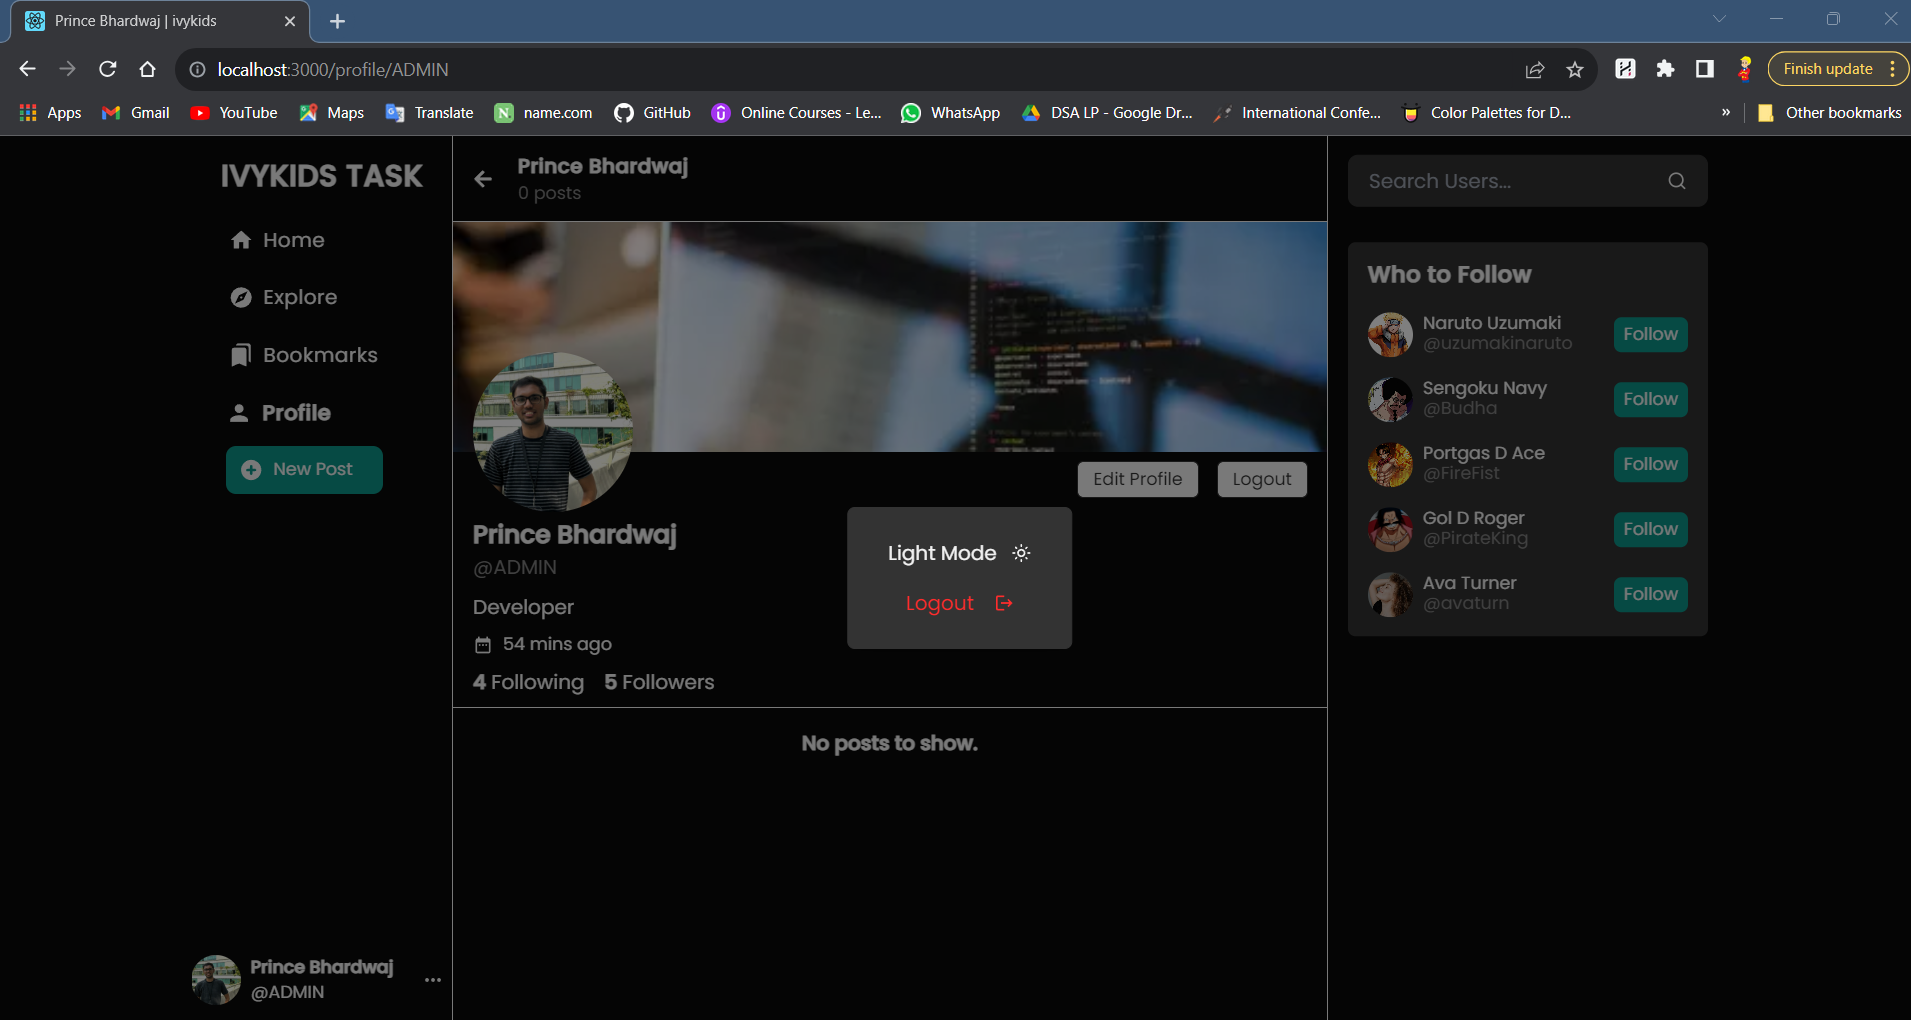 Prince Bhardwaj | ivykids
localhost:3000/profile/ADMIN
Finish update
Apps
Gmail
YouTube
Maps
Translate
name.com
GitHub
Online Courses - Le...
WhatsApp
DSA LP - Google Dr...
International Confe...
Color Palettes for D...
»
Other bookmarks
IVYKIDS TASK
Home
Explore
Bookmarks
Profile
New Post
Prince Bhardwaj
@ADMIN
Prince Bhardwaj
0 posts
Edit Profile
Logout
Prince Bhardwaj
@ADMIN
Developer
54 mins ago
4 Following 5 Followers
No posts to show.
Light Mode
Logout
Search Users...
Who to Follow
Naruto Uzumaki
@uzumakinaruto
Follow
Sengoku Navy
@Budha
Follow
Portgas D Ace
@FireFist
Follow
Gol D Roger
@PirateKing
Follow
Ava Turner
@avaturn
Follow